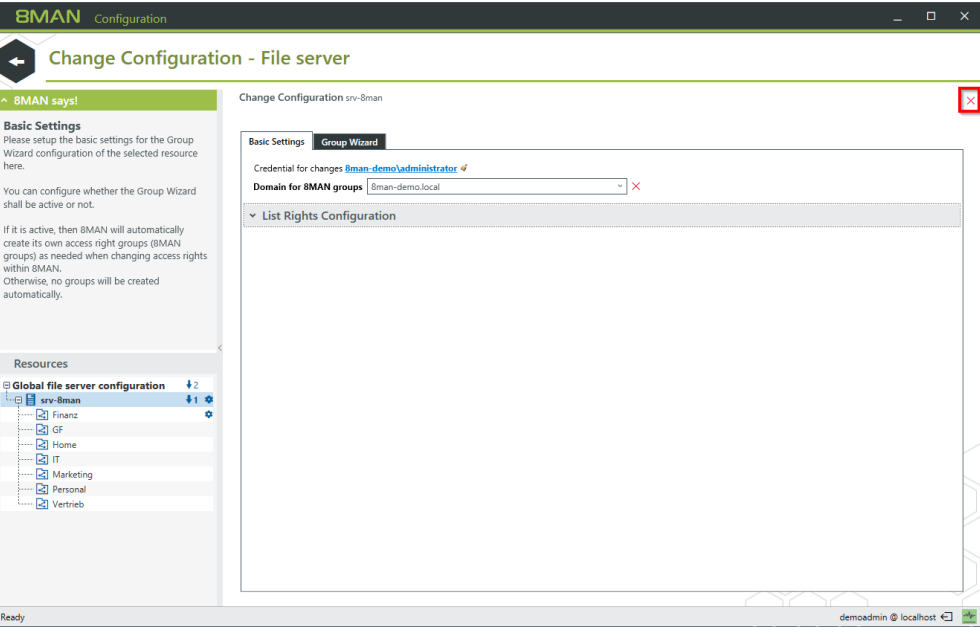 8MAN Configuration
Change Configuration - File server
8MAN says!
Basic Settings
Please setup the basic settings for the Group
Wizard configuration of the selected resource
here.
You can configure whether the Group Wizard
shall be active or not.
If it is active, then 8MAN will automatically
create its own access right groups (8MAN
groups) as needed when changing access rights
within 8MAN.
Otherwise, no groups will be created
automatically.
Resources
Global file server configuration 2
srv-8man 1
Finanz
GF
Home
IT
Marketing
Personal
Vertrieb
Change Configuration srv-8man
Basic Settings Group Wizard
Credential for changes 8man-demo\administrator
Domain for 8MAN groups 8man-demo.local
List Rights Configuration
Ready
demoadmin @ localhost